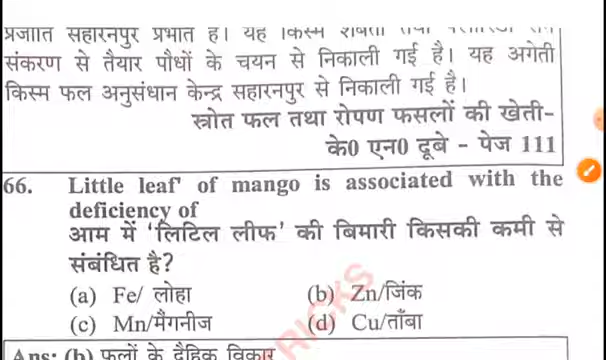 प्रजाति सहारनपुर प्रभात है। यह किस्म
संकरण से तैयार पौधों के चयन से निकाली गई है। यह अगेती
किस्म फल अनुसंधान केन्द्र सहारनपुर से निकाली गई है।
स्त्रोत फल तथा रोपण फसलों की खेती-
के0 एन0 दूबे - पेज 111
66. Little leaf' of mango is associated with the
deficiency of
आम में 'लिटिल लीफ' की बिमारी किसकी कमी से
संबंधित है?
(a) Fe/ लोहा (b) Zn/जिंक
(c) Mn/मैंगनीज (d) Cu/ताँबा
RICKS
Ans: (b) फलों के दैहिक विकार